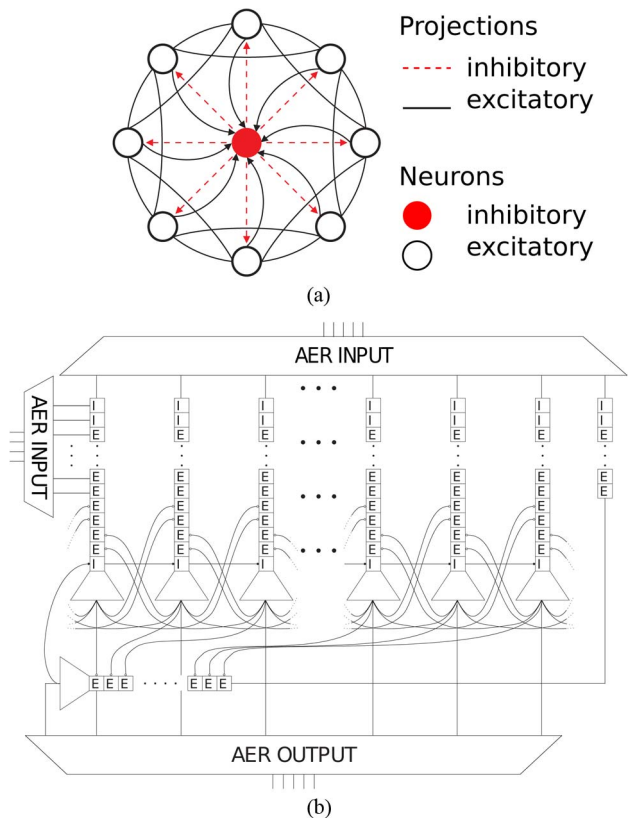 Projections
inhibitory
excitatory
Neurons
inhibitory
excitatory
(a)
AER INPUT
AER INPUT
I I I I I I I
I I I I I I I
E E E E E E E
E E E E E E E
E E E E E E E
E E E E E E
E E E E E E
E E E E E E
E E E E E E
I I I I I I
E E E E E E
AER OUTPUT
(b)